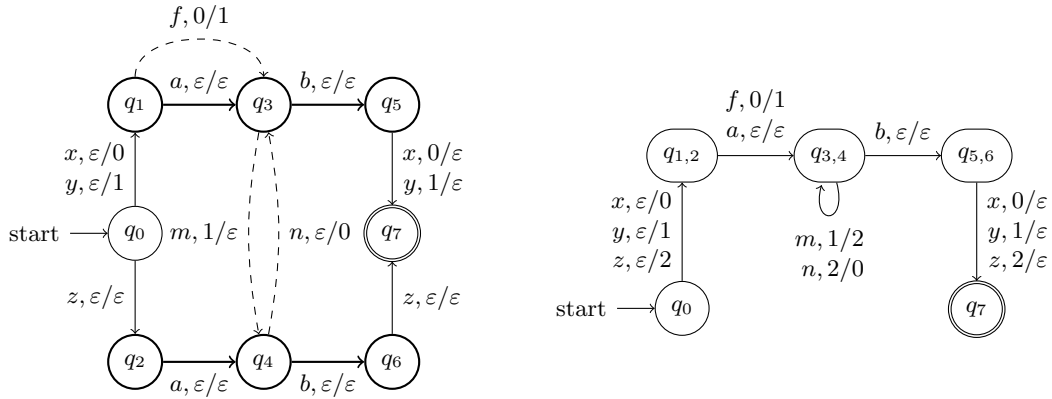 f, 0/1
a, ε/ε
b, ε/ε
q1
q3
q5
x, ε/0
y, ε/1
x, 0/ε
y, 1/ε
start
q0
m, 1/ε
n, ε/0
q7
z, ε/ε
z, ε/ε
q2
q4
q6
a, ε/ε
b, ε/ε
f, 0/1
a, ε/ε
b, ε/ε
q1,2
q3,4
q5,6
x, ε/0
y, ε/1
z, ε/2
m, 1/2
n, 2/0
x, 0/ε
y, 1/ε
z, 2/ε
start
q0
q7